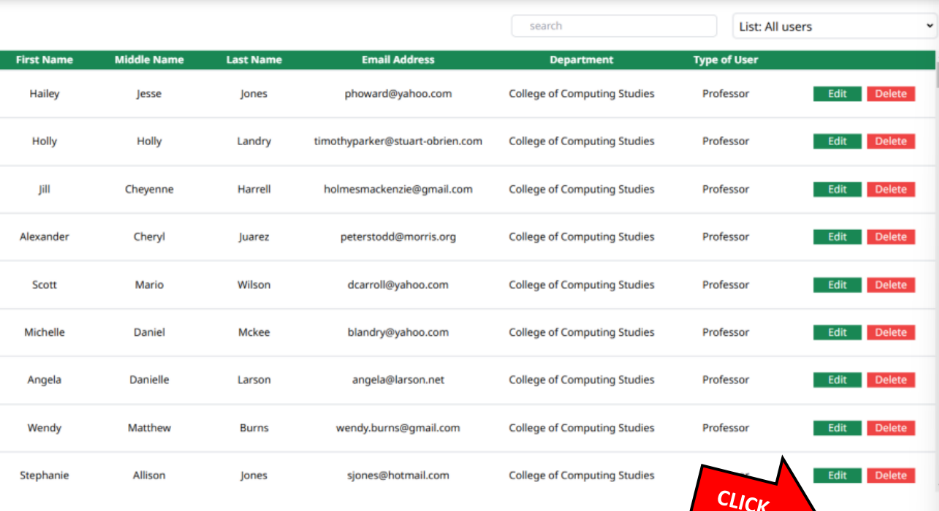 search List: All users
First Name Middle Name Last Name Email Address Department Type of User
Hailey Jesse Jones phoward@yahoo.com College of Computing Studies Professor Edit Delete
Holly Holly Landry timothyparker@stuart-obrien.com College of Computing Studies Professor Edit Delete
Jill Cheyenne Harrell holmesmackenzie@gmail.com College of Computing Studies Professor Edit Delete
Alexander Cheryl Juarez peterstodd@morris.org College of Computing Studies Professor Edit Delete
Scott Mario Wilson dcarroll@yahoo.com College of Computing Studies Professor Edit Delete
Michelle Daniel Mckee blandry@yahoo.com College of Computing Studies Professor Edit Delete
Angela Danielle Larson angela@larson.net College of Computing Studies Professor Edit Delete
Wendy Matthew Burns wendy.burns@gmail.com College of Computing Studies Professor Edit Delete
Stephanie Allison Jones sjones@hotmail.com College of Computing Studies Edit Delete
CLICK